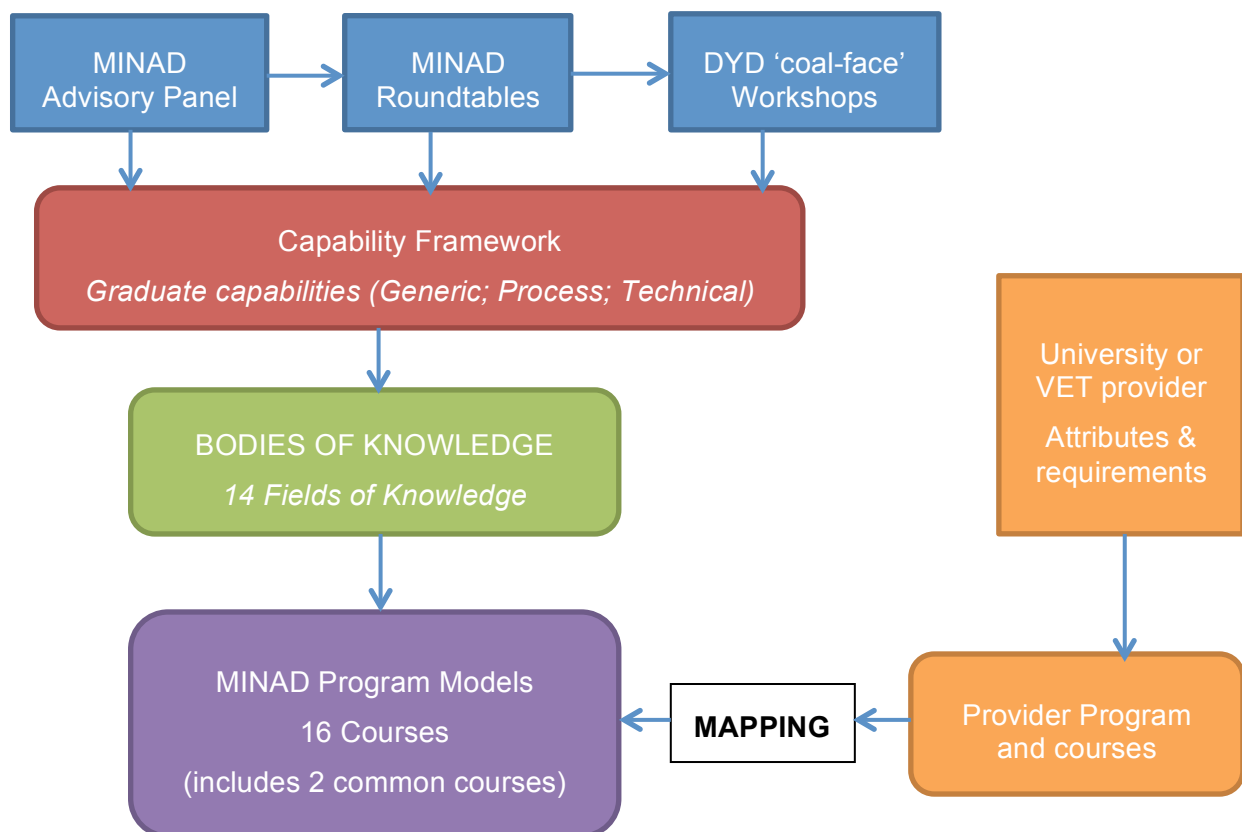 MINAD
Advisory Panel
MINAD
Roundtables
DYD ‘coal-face’
Workshops
Capability Framework
Graduate capabilities (Generic; Process; Technical)
BODIES OF KNOWLEDGE
14 Fields of Knowledge
University or
VET provider
Attributes &
requirements
MINAD Program Models
16 Courses
(includes 2 common courses)
MAPPING
Provider Program
and courses